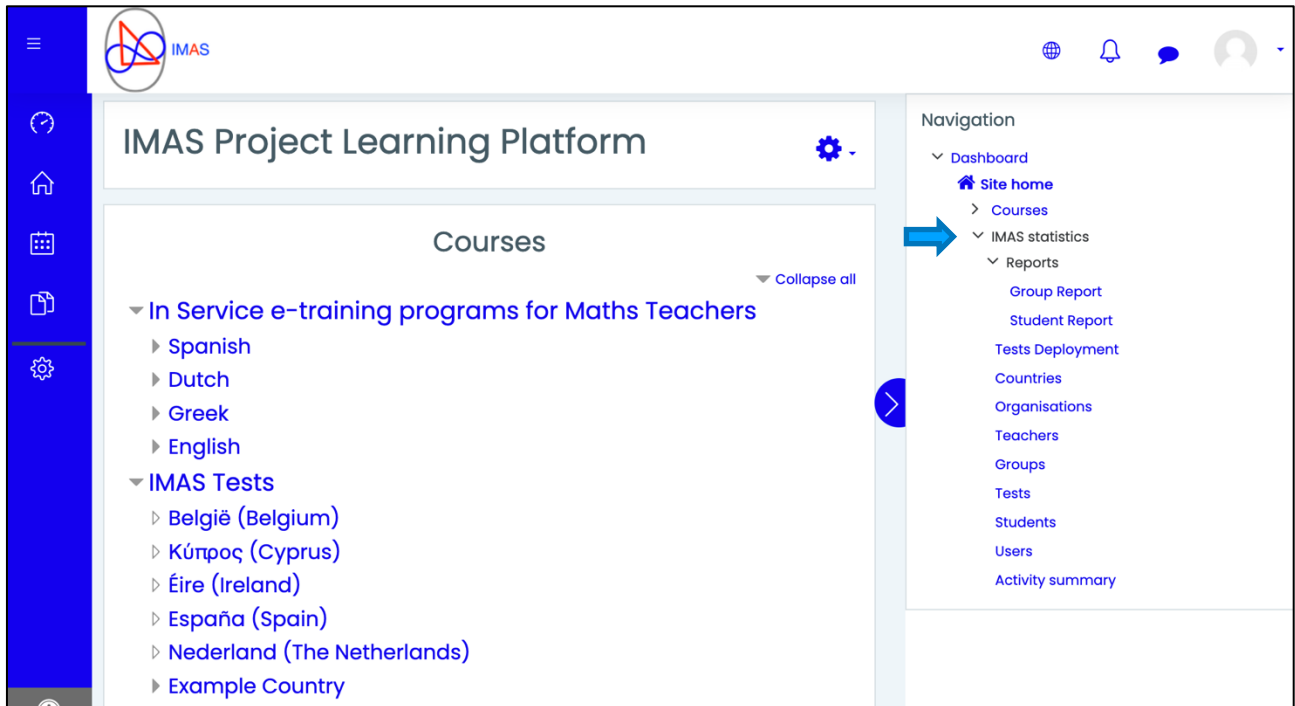 IMAS
IMAS Project Learning Platform
Courses
Collapse all
In Service e-training programs for Maths Teachers
Spanish
Dutch
Greek
English
IMAS Tests
België (Belgium)
Κύπρος (Cyprus)
Éire (Ireland)
España (Spain)
Nederland (The Netherlands)
Example Country
Navigation
Dashboard
Site home
Courses
IMAS statistics
Reports
Group Report
Student Report
Tests Deployment
Countries
Organisations
Teachers
Groups
Tests
Students
Users
Activity summary